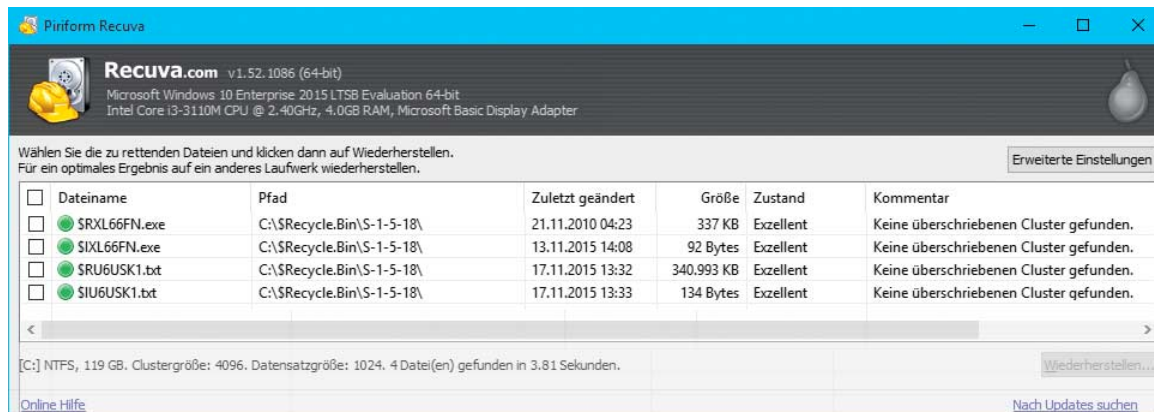 Piriform Recuva
Recuva.com v1.52.1086 (64-bit)
Microsoft Windows 10 Enterprise 2015 LTSB Evaluation 64-bit
Intel Core i3-3110M CPU @ 2.40GHz, 4.0GB RAM, Microsoft Basic Display Adapter
Wählen Sie die zu rettenden Dateien und klicken dann auf Wiederherstellen.
Für ein optimales Ergebnis auf ein anderes Laufwerk wiederherstellen.
Erweiterte Einstellungen
Dateiname Pfad Zuletzt geändert Größe Zustand Kommentar
$RXL66FN.exe C:\$Recycle.Bin\S-1-5-18\ 21.11.2010 04:23 337 KB Exzellent Keine überschriebenen Cluster gefunden.
$IXL66FN.exe C:\$Recycle.Bin\S-1-5-18\ 13.11.2015 14:08 92 Bytes Exzellent Keine überschriebenen Cluster gefunden.
$RU6USK1.txt C:\$Recycle.Bin\S-1-5-18\ 17.11.2015 13:32 340.993 KB Exzellent Keine überschriebenen Cluster gefunden.
$IU6USK1.txt C:\$Recycle.Bin\S-1-5-18\ 17.11.2015 13:33 134 Bytes Exzellent Keine überschriebenen Cluster gefunden.
[C:] NTFS, 119 GB. Clustergröße: 4096. Datensatzgröße: 1024. 4 Datei(en) gefunden in 3.81 Sekunden.
Wiederherstellen...
Online Hilfe Nach Updates suchen